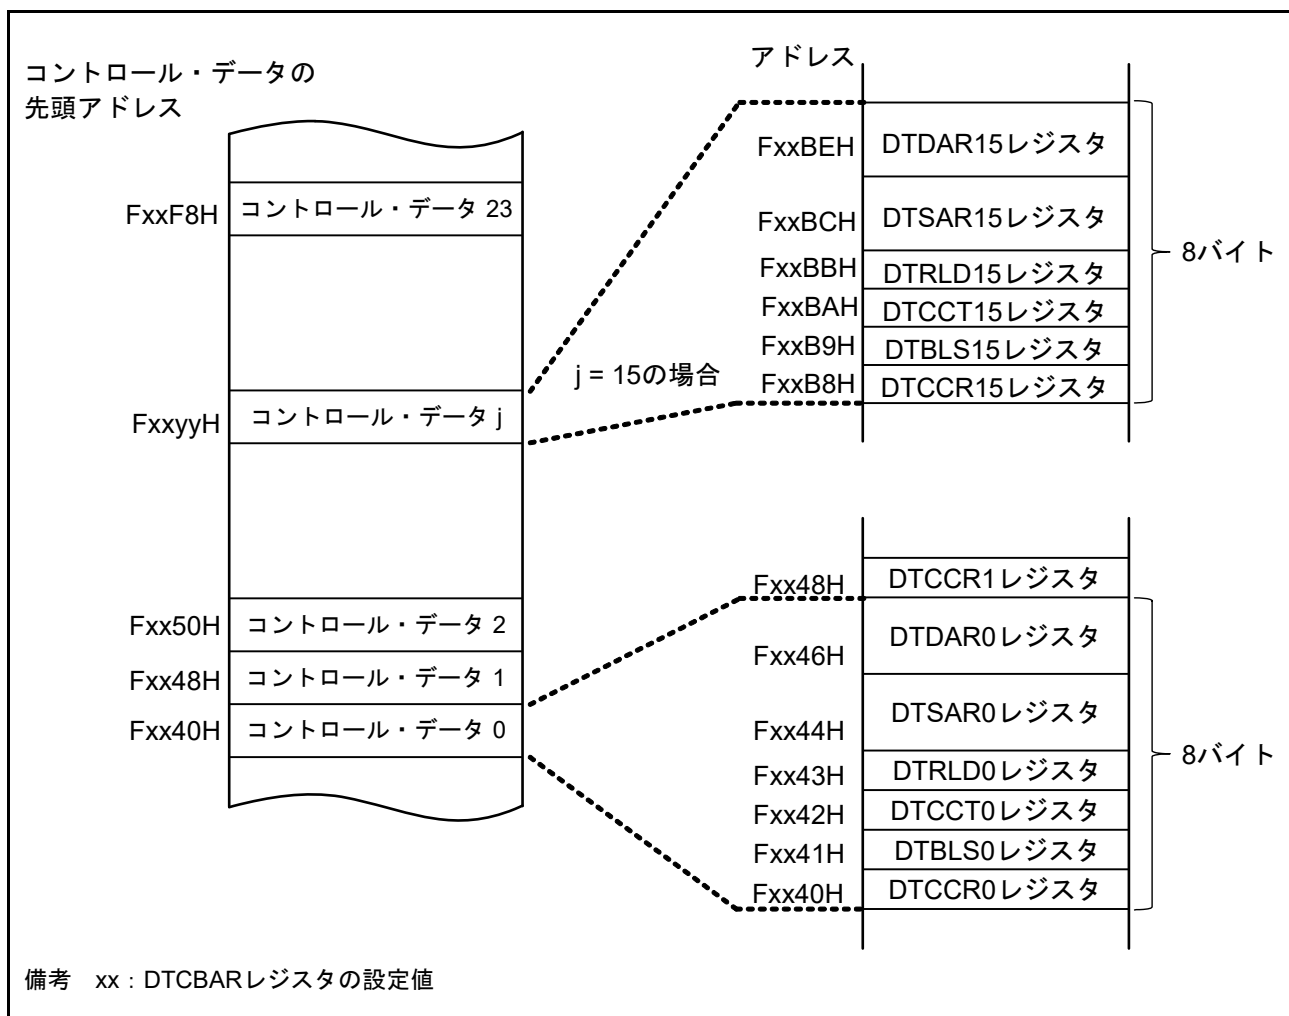 コントロール・データの
先頭アドレス
FxxF8H
コントロール・データ 23
FxxyyH
コントロール・データ j
Fxx50H
コントロール・データ 2
Fxx48H
コントロール・データ 1
Fxx40H
コントロール・データ 0
j = 15の場合
アドレス
FxxBEH
DTDAR15レジスタ
FxxBCH
DTSAR15レジスタ
FxxBBH
DTRLD15レジスタ
FxxBAH
DTCCT15レジスタ
FxxB9H
DTBLS15レジスタ
FxxB8H
DTCCR15レジスタ
8バイト
Fxx48H
DTCCR1レジスタ
Fxx46H
DTDAR0レジスタ
Fxx44H
DTSAR0レジスタ
Fxx43H
DTRLD0レジスタ
Fxx42H
DTCCT0レジスタ
Fxx41H
DTBLS0レジスタ
Fxx40H
DTCCR0レジスタ
8バイト
備考 xx：DTCBARレジスタの設定値